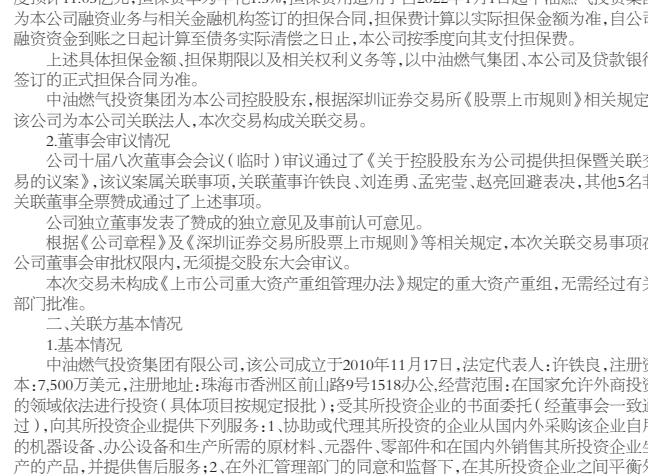 度预计11.03亿元,担保费率为年化1.5%,担保费用适用于自2022年1月1日起中油燃气投资集团
为本公司融资业务与相关金融机构签订的担保合同,担保费计算以实际担保金额为准,自公司
融资资金到账之日起计算至债务实际清偿之日止,本公司按季度向其支付担保费。
上述具体担保金额、担保期限以及相关权利义务等,以中油燃气集团、本公司及贷款银行
签订的正式担保合同为准。
中油燃气投资集团为本公司控股股东,根据深圳证券交易所《股票上市规则》相关规定
该公司为本公司关联法人,本次交易构成关联交易。
2.董事会审议情况
公司十届八次董事会会议(临时)审议通过了《关于控股股东为公司提供担保暨关联交
易的议案》,该议案属关联事项,关联董事许铁良、刘连勇、孟宪莹、赵亮回避表决,其他5名非
关联董事全票赞成通过了上述事项。
公司独立董事发表了赞成的独立意见及事前认可意见。
根据《公司章程》及《深圳证券交易所股票上市规则》等相关规定,本次关联交易事项在
公司董事会审批权限内,无须提交股东大会审议。
本次交易未构成《上市公司重大资产重组管理办法》规定的重大资产重组,无需经过有关
部门批准。
二、关联方基本情况
1.基本情况
中油燃气投资集团有限公司,该公司成立于2010年11月17日,法定代表人:许铁良,注册资
本:7,500万美元,注册地址:珠海市香洲区前山路9号1518办公,经营范围:在国家允许外商投资
的领域依法进行投资(具体项目按规定报批);受其所投资企业的书面委托(经董事会一致通
过),向其所投资企业提供下列服务:1、协助或代理其所投资的企业从国内外采购该企业自用
的机器设备、办公设备和生产所需的原材料、元器件、零部件和在国内外销售其所投资企业生
产的产品,并提供售后服务;2、在外汇管理部门的同意和监督下,在其所投资企业之间平衡外